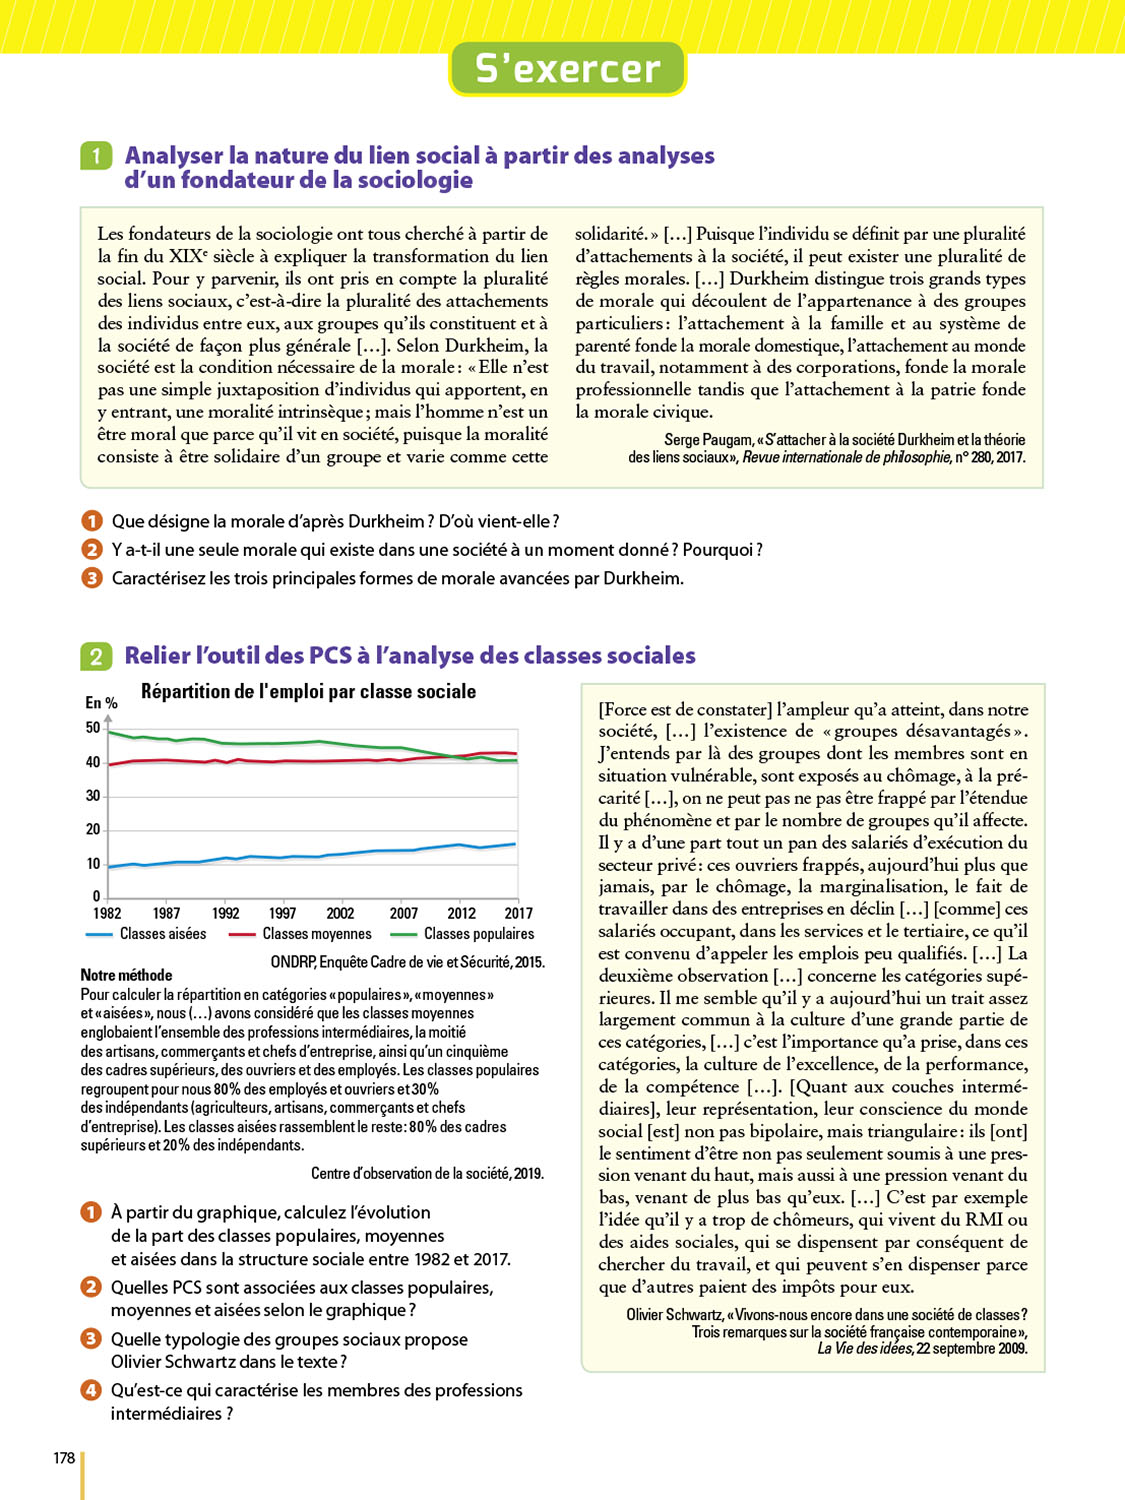 S'exercer
1 Analyser la nature du lien social à partir des analyses
d'un fondateur de la sociologie
Les fondateurs de la sociologie ont tous cherché à partir de
la fin du XIXe siècle à expliquer la transformation du lien
social. Pour y parvenir, ils ont pris en compte la pluralité
des liens sociaux, c'est-à-dire la pluralité des attachements
des individus entre eux, aux groupes qu'ils constituent et à
la société de façon plus générale […]. Selon Durkheim, la
société est la condition nécessaire de la morale : « Elle n'est
pas une simple juxtaposition d'individus qui apportent, en
y entrant, une moralité intrinsèque ; mais l'homme n'est un
être moral que parce qu'il vit en société, puisque la moralité
consiste à être solidaire d'un groupe et varie comme cette
solidarité. » […] Puisque l'individu se définit par une pluralité
d'attachements à la société, il peut exister une pluralité de
règles morales. […] Durkheim distingue trois grands types
de morale qui découlent de l'appartenance à des groupes
particuliers : l'attachement à la famille et au système de
parenté fonde la morale domestique, l'attachement au monde
du travail, notamment à des corporations, fonde la morale
professionnelle tandis que l'attachement à la patrie fonde
la morale civique.
Serge Paugam, « S'attacher à la société Durkheim et la théorie
des liens sociaux », Revue internationale de philosophie, n° 280, 2017.
1 Que désigne la morale d'après Durkheim ? D'où vient-elle ?
2 Y a-t-il une seule morale qui existe dans une société à un moment donné ? Pourquoi ?
3 Caractérisez les trois principales formes de morale avancées par Durkheim.
2 Relier l'outil des PCS à l'analyse des classes sociales
Répartition de l'emploi par classe sociale
En %
50
40
30
20
10
0
1982 1987 1992 1997 2002 2007 2012 2017
Classes aisées Classes moyennes Classes populaires
ONDRP, Enquête Cadre de vie et Sécurité, 2015.
Notre méthode
Pour calculer la répartition en catégories « populaires », « moyennes »
et « aisées », nous (…) avons considéré que les classes moyennes
englobaient l'ensemble des professions intermédiaires, la moitié
des artisans, commerçants et chefs d'entreprise, ainsi qu'un cinquième
des cadres supérieurs, des ouvriers et des employés. Les classes populaires
regroupent pour nous 80 % des employés et ouvriers et 30 %
des indépendants (agriculteurs, artisans, commerçants et chefs
d'entreprise). Les classes aisées rassemblent le reste : 80 % des cadres
supérieurs et 20 % des indépendants.
Centre d'observation de la société, 2019.
1 À partir du graphique, calculez l'évolution
de la part des classes populaires, moyennes
et aisées dans la structure sociale entre 1982 et 2017.
2 Quelles PCS sont associées aux classes populaires,
moyennes et aisées selon le graphique ?
3 Quelle typologie des groupes sociaux propose
Olivier Schwartz dans le texte ?
4 Qu'est-ce qui caractérise les membres des professions
intermédiaires ?
[Force est de constater] l'ampleur qu'a atteint, dans notre
société, […] l'existence de « groupes désavantagés ».
J'entends par là des groupes dont les membres sont en
situation vulnérable, sont exposés au chômage, à la pré-
carité […], on ne peut pas ne pas être frappé par l'étendue
du phénomène et par le nombre de groupes qu'il affecte.
Il y a d'une part tout un pan des salariés d'exécution du
secteur privé : ces ouvriers frappés, aujourd'hui plus que
jamais, par le chômage, la marginalisation, le fait de
travailler dans des entreprises en déclin […] [comme] ces
salariés occupant, dans les services et le tertiaire, ce qu'il
est convenu d'appeler les emplois peu qualifiés. […] La
deuxième observation […] concerne les catégories supé-
rieures. Il me semble qu'il y a aujourd'hui un trait assez
largement commun à la culture d'une grande partie de
ces catégories, […] c'est l'importance qu'a prise, dans ces
catégories, la culture de l'excellence, de la performance,
de la compétence […]. [Quant aux couches intermé-
diaires], leur représentation, leur conscience du monde
social [est] non pas bipolaire, mais triangulaire : ils [ont]
le sentiment d'être non pas seulement soumis à une pres-
sion venant du haut, mais aussi à une pression venant du
bas, venant de plus bas qu'eux. […] C'est par exemple
l'idée qu'il y a trop de chômeurs, qui vivent du RMI ou
des aides sociales, qui se dispensent par conséquent de
chercher du travail, et qui peuvent s'en dispenser parce
que d'autres paient des impôts pour eux.
Olivier Schwartz, « Vivons-nous encore dans une société de classes ?
Trois remarques sur la société française contemporaine »,
La Vie des idées, 22 septembre 2009.
178